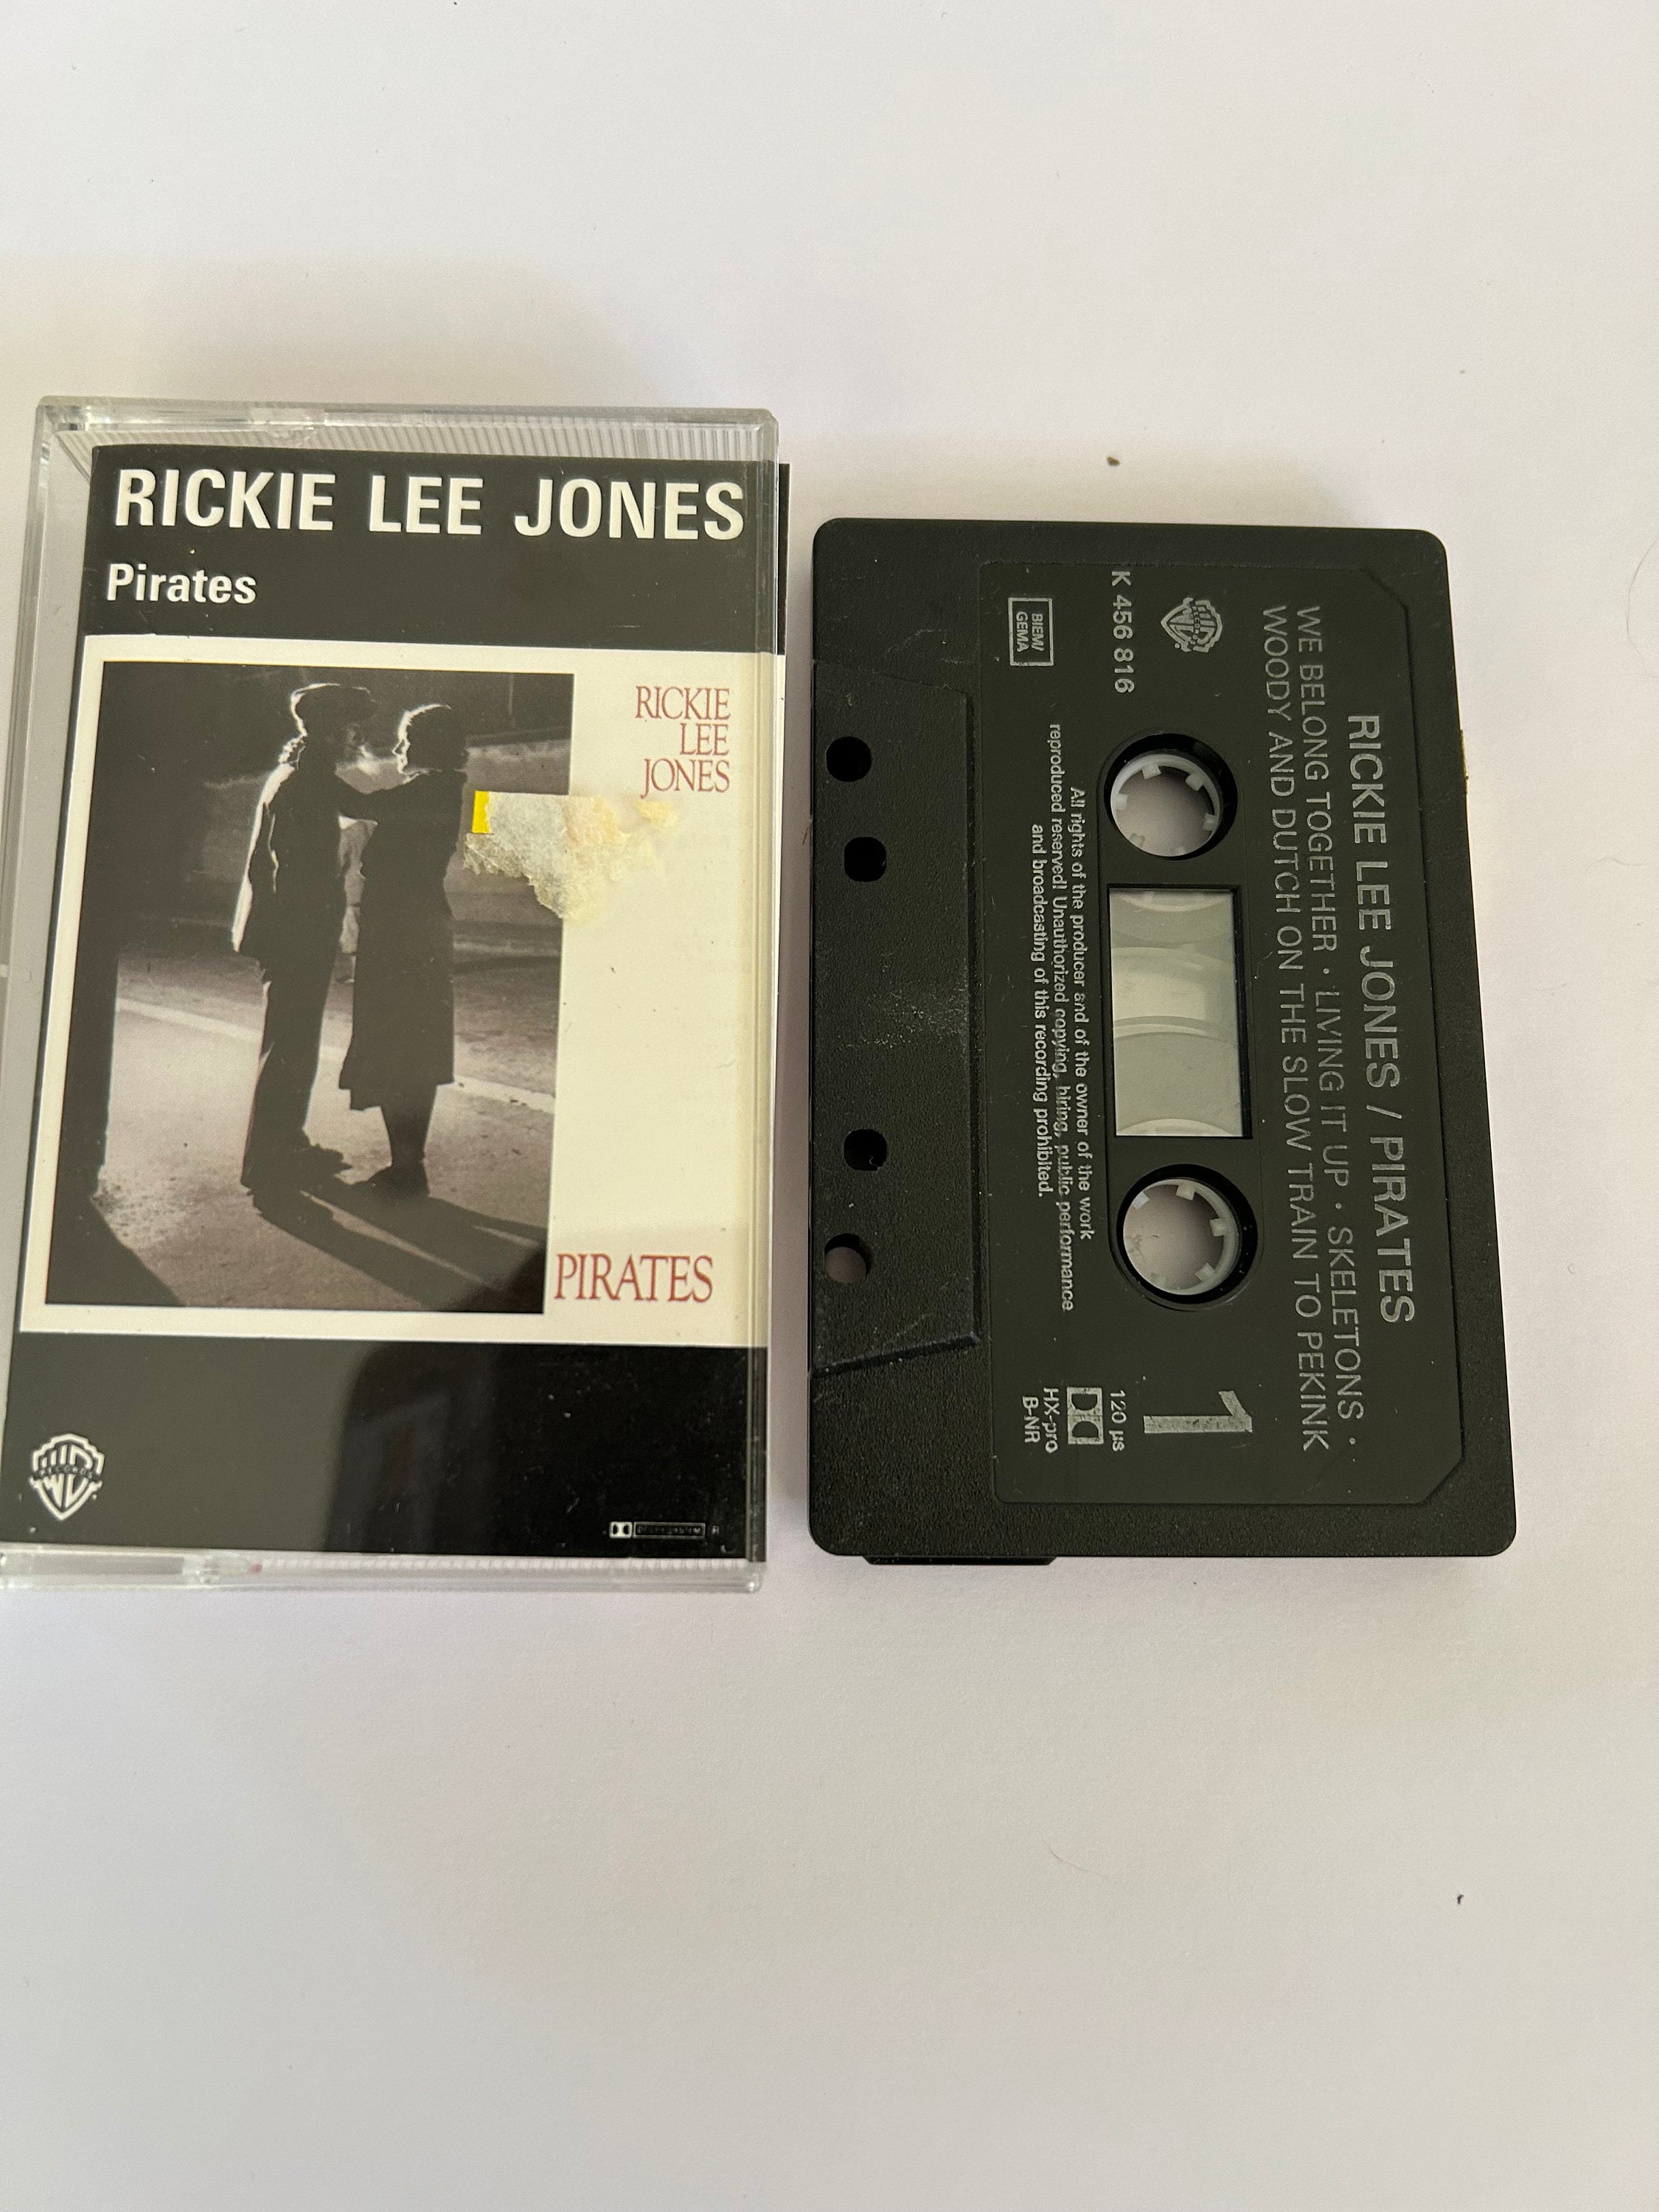 RICKIE LEE JONES
Pirates
RICKIE
LEE
JONES
PIRATES
RICKIE LEE JONES / PIRATES
WE BELONG TOGETHER · LIVING IT UP · SKELETONS ·
WOODY AND DUTCH ON THE SLOW TRAIN TO PEKINK
K 456 816
BIEM/
GEMA
1
120 µs
HX-pro
B-NR
All rights of the producer and of the owner of the work
reproduced reserved! Unauthorized copying, hiring, public performance
and broadcasting of this recording prohibited.